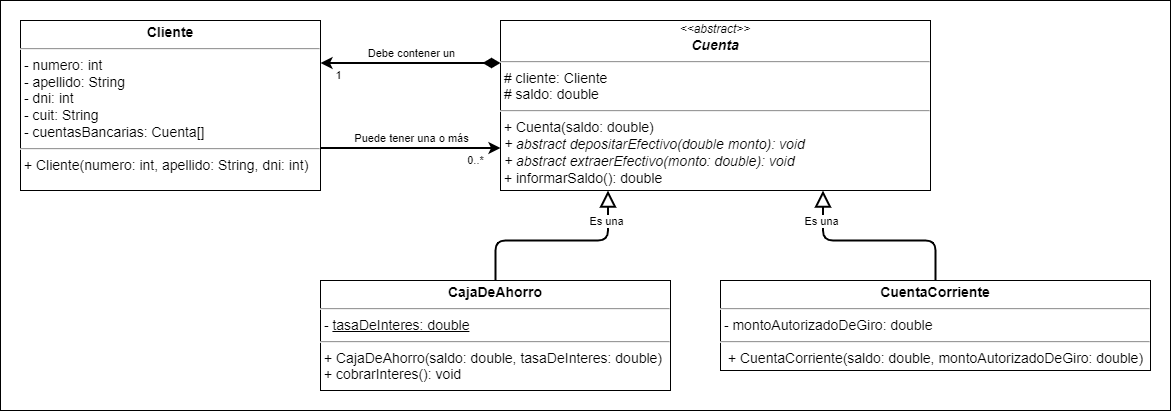 Cliente
- numero: int
- apellido: String
- dni: int
- cuit: String
- cuentasBancarias: Cuenta[]
+ Cliente(numero: int, apellido: String, dni: int)
Debe contener un
1
Puede tener una o más
0..*
<<abstract>>
Cuenta
# cliente: Cliente
# saldo: double
+ Cuenta(saldo: double)
+ abstract depositarEfectivo(double monto): void
+ abstract extraerEfectivo(monto: double): void
+ informarSaldo(): double
Es una
Es una
CajaDeAhorro
- tasaDeInteres: double
+ CajaDeAhorro(saldo: double, tasaDeInteres: double)
+ cobrarInteres(): void
CuentaCorriente
- montoAutorizadoDeGiro: double
+ CuentaCorriente(saldo: double, montoAutorizadoDeGiro: double)